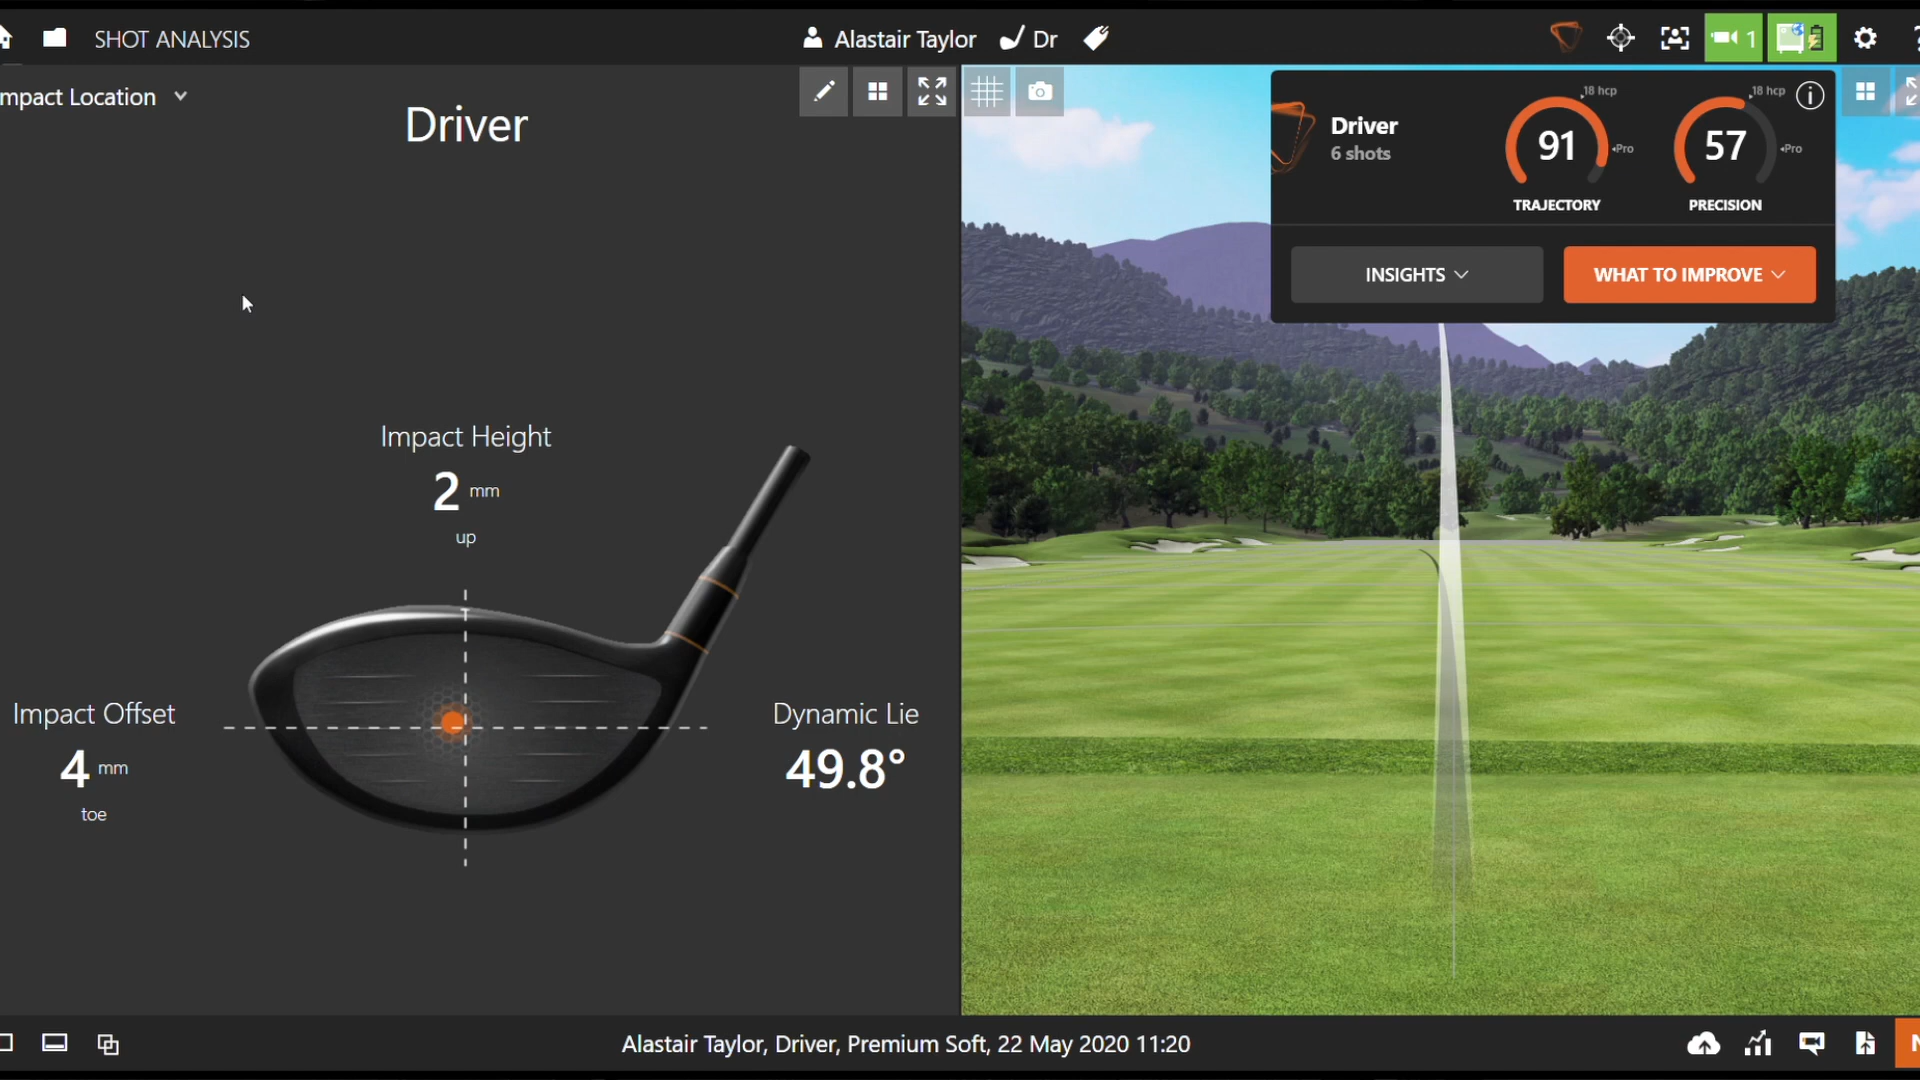 SHOT ANALYSIS
Alastair Taylor
Dr
1
mpact Location
Driver
Driver
6 shots
18 hcp
91
Pro
TRAJECTORY
18 hcp
57
Pro
PRECISION
INSIGHTS
WHAT TO IMPROVE
Impact Height
2 mm
up
Impact Offset
4 mm
toe
Dynamic Lie
49.8°
Alastair Taylor, Driver, Premium Soft, 22 May 2020 11:20